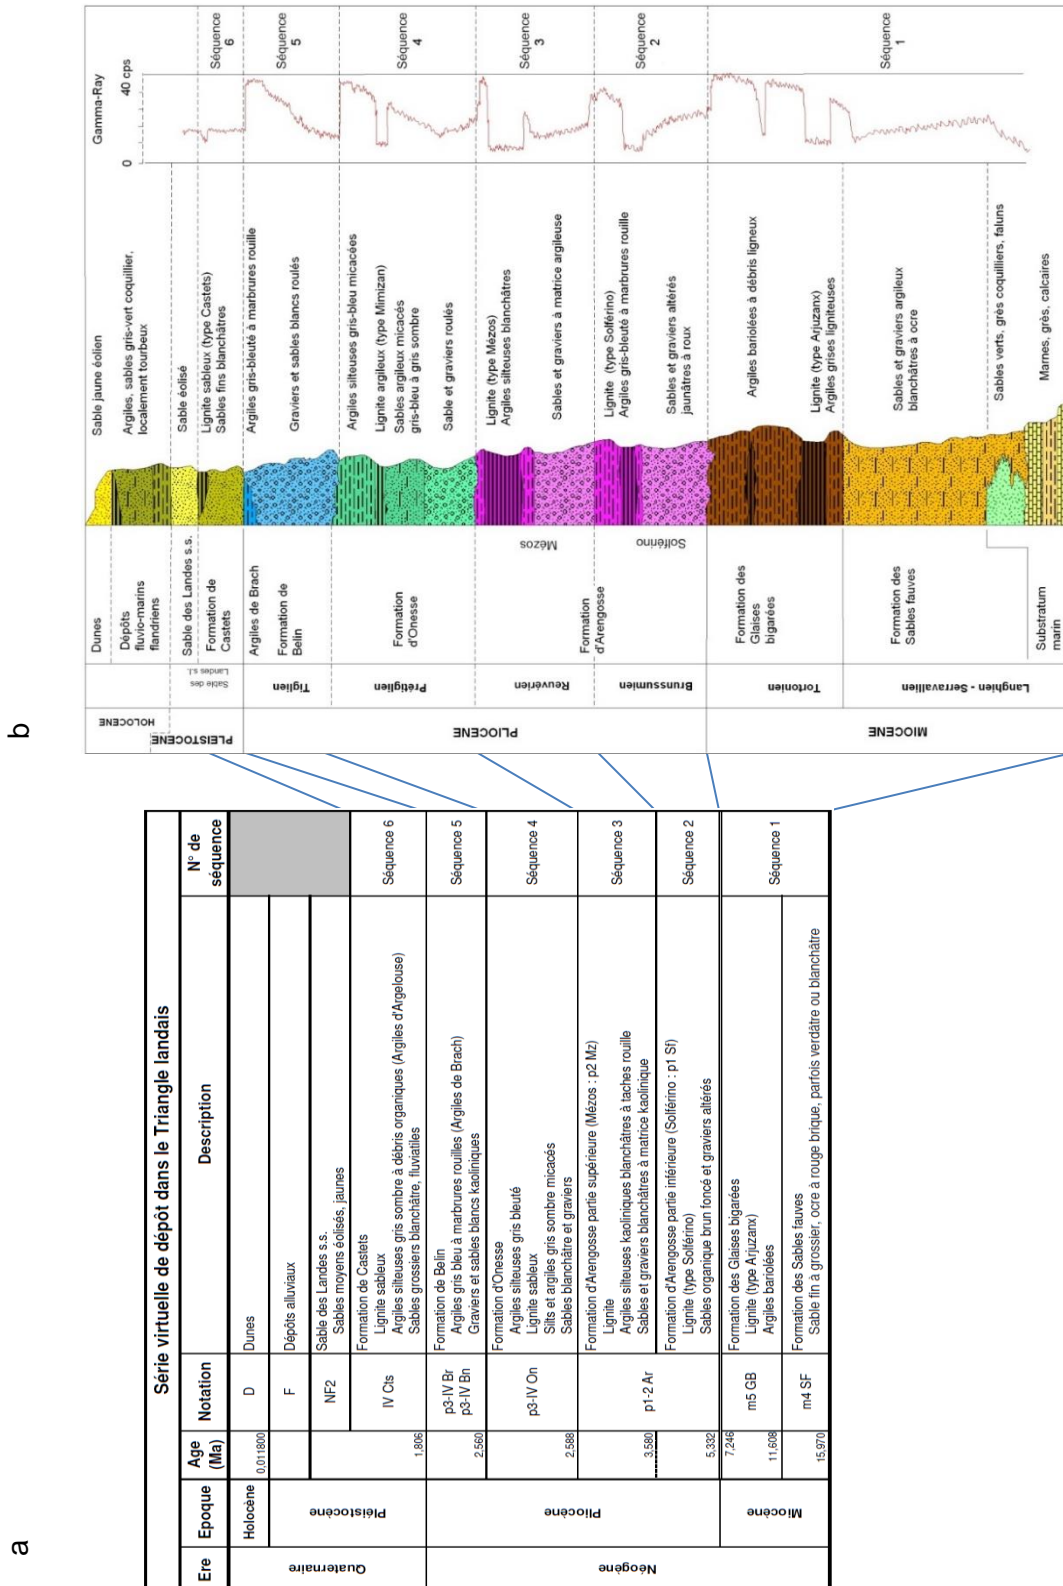 a
Série virtuelle de dépôt dans le Triangle landais
Ere
Epoque
Age
(Ma)
Notation
Description
N° de
séquence
Quaternaire
Holocène
0,011800
D
Dunes
Pléistocène
F
Dépôts alluviaux
NF2
Sable des Landes s.s.
Sables moyens éolisés, jaunes
1,806
IV Cts
Formation de Castets
Lignite sableux
Argiles silteuses gris sombre à débris organiques (Argiles d'Argelouse)
Sables grossiers blanchâtre, fluviatiles
Séquence 6
Néogène
Pliocène
2,560
p3-IV Br
p3-IV Bn
Formation de Belin
Argiles gris bleu à marbrures rouilles (Argiles de Brach)
Graviers et sables blancs kaoliniques
Séquence 5
2,588
p3-IV On
Formation d'Onesse
Argiles silteuses gris bleuté
Lignite sableux
Silts et argiles gris sombre micacés
Sables blanchâtre et graviers
Séquence 4
3,580
p1-2 Ar
Formation d'Arengosse partie supérieure (Mézos : p2 Mz)
Lignite
Argiles silteuses kaoliniques blanchâtres à taches rouille
Sables et graviers blanchâtres à matrice kaolinique
Séquence 3
5,332
Formation d'Arengosse partie inférieure (Solférino : p1 Sf)
Lignite (type Solférino)
Sables organique brun foncé et graviers altérés
Séquence 2
Miocène
7,246
11,608
m5 GB
Formation des Glaises bigarées
Lignite (type Arjuzanx)
Argiles bariolées
Séquence 1
15,970
m4 SF
Formation des Sables fauves
Sable fin à grossier, ocre à rouge brique, parfois verdâtre ou blanchâtre
b
Gamma-Ray
0
40 cps
HOLOCENE
PLEISTOCENE
PLIOCENE
MIOCENE
Sable des
Landes s.l.
Tiglien
Prétiglien
Reuvérien
Brunssumien
Tortonien
Langhien - Serravallien
Dunes
Sable jaune éolien
Dépôts
fluvio-marins
flandriens
Argiles, sables gris-vert coquillier,
localement tourbeux
Sable des Landes s.s.
Sable éolisé
Formation de
Castets
Lignite sableux (type Castets)
Sables fins blanchâtres
Séquence
6
Argiles de Brach
Argiles gris-bleuté à marbrures rouille
Formation de
Belin
Graviers et sables blancs roulés
Séquence
5
Formation
d'Onesse
Argiles silteuses gris-bleu micacées
Lignite argileux (type Mimizan)
Sables argileux micacés
gris-bleu à gris sombre
Sable et graviers roulés
Séquence
4
Formation
d'Arengosse
Mézos
Lignite (type Mézos)
Argiles silteuses blanchâtres
Sables et graviers à matrice argileuse
Séquence
3
Solférino
Lignite (type Solférino)
Argiles gris-bleuté à marbrures rouille
Sables et graviers altérés
jaunâtres à roux
Séquence
2
Formation des
Glaises
bigarées
Argiles bariolées à débris ligneux
Lignite (type Arjuzanx)
Argiles grises ligniteuses
Séquence
1
Formation des
Sables fauves
Sables et graviers argileux
blanchâtres à ocre
Sables verts, grès coquilliers, faluns
Substratum
marin
Marnes, grès, calcaires